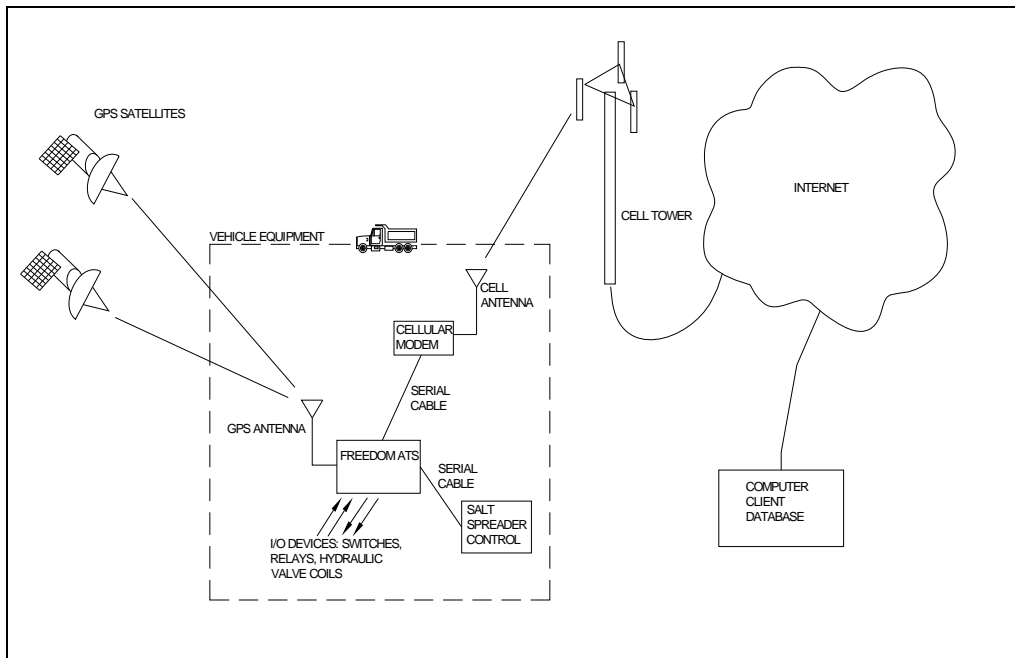 GPS SATELLITES
INTERNET
CELL TOWER
VEHICLE EQUIPMENT
CELL
ANTENNA
CELLULAR
MODEM
SERIAL
CABLE
GPS ANTENNA
FREEDOM ATS
SERIAL
CABLE
SALT
SPREADER
CONTROL
I/O DEVICES: SWITCHES,
RELAYS, HYDRAULIC
VALVE COILS
COMPUTER
CLIENT
DATABASE